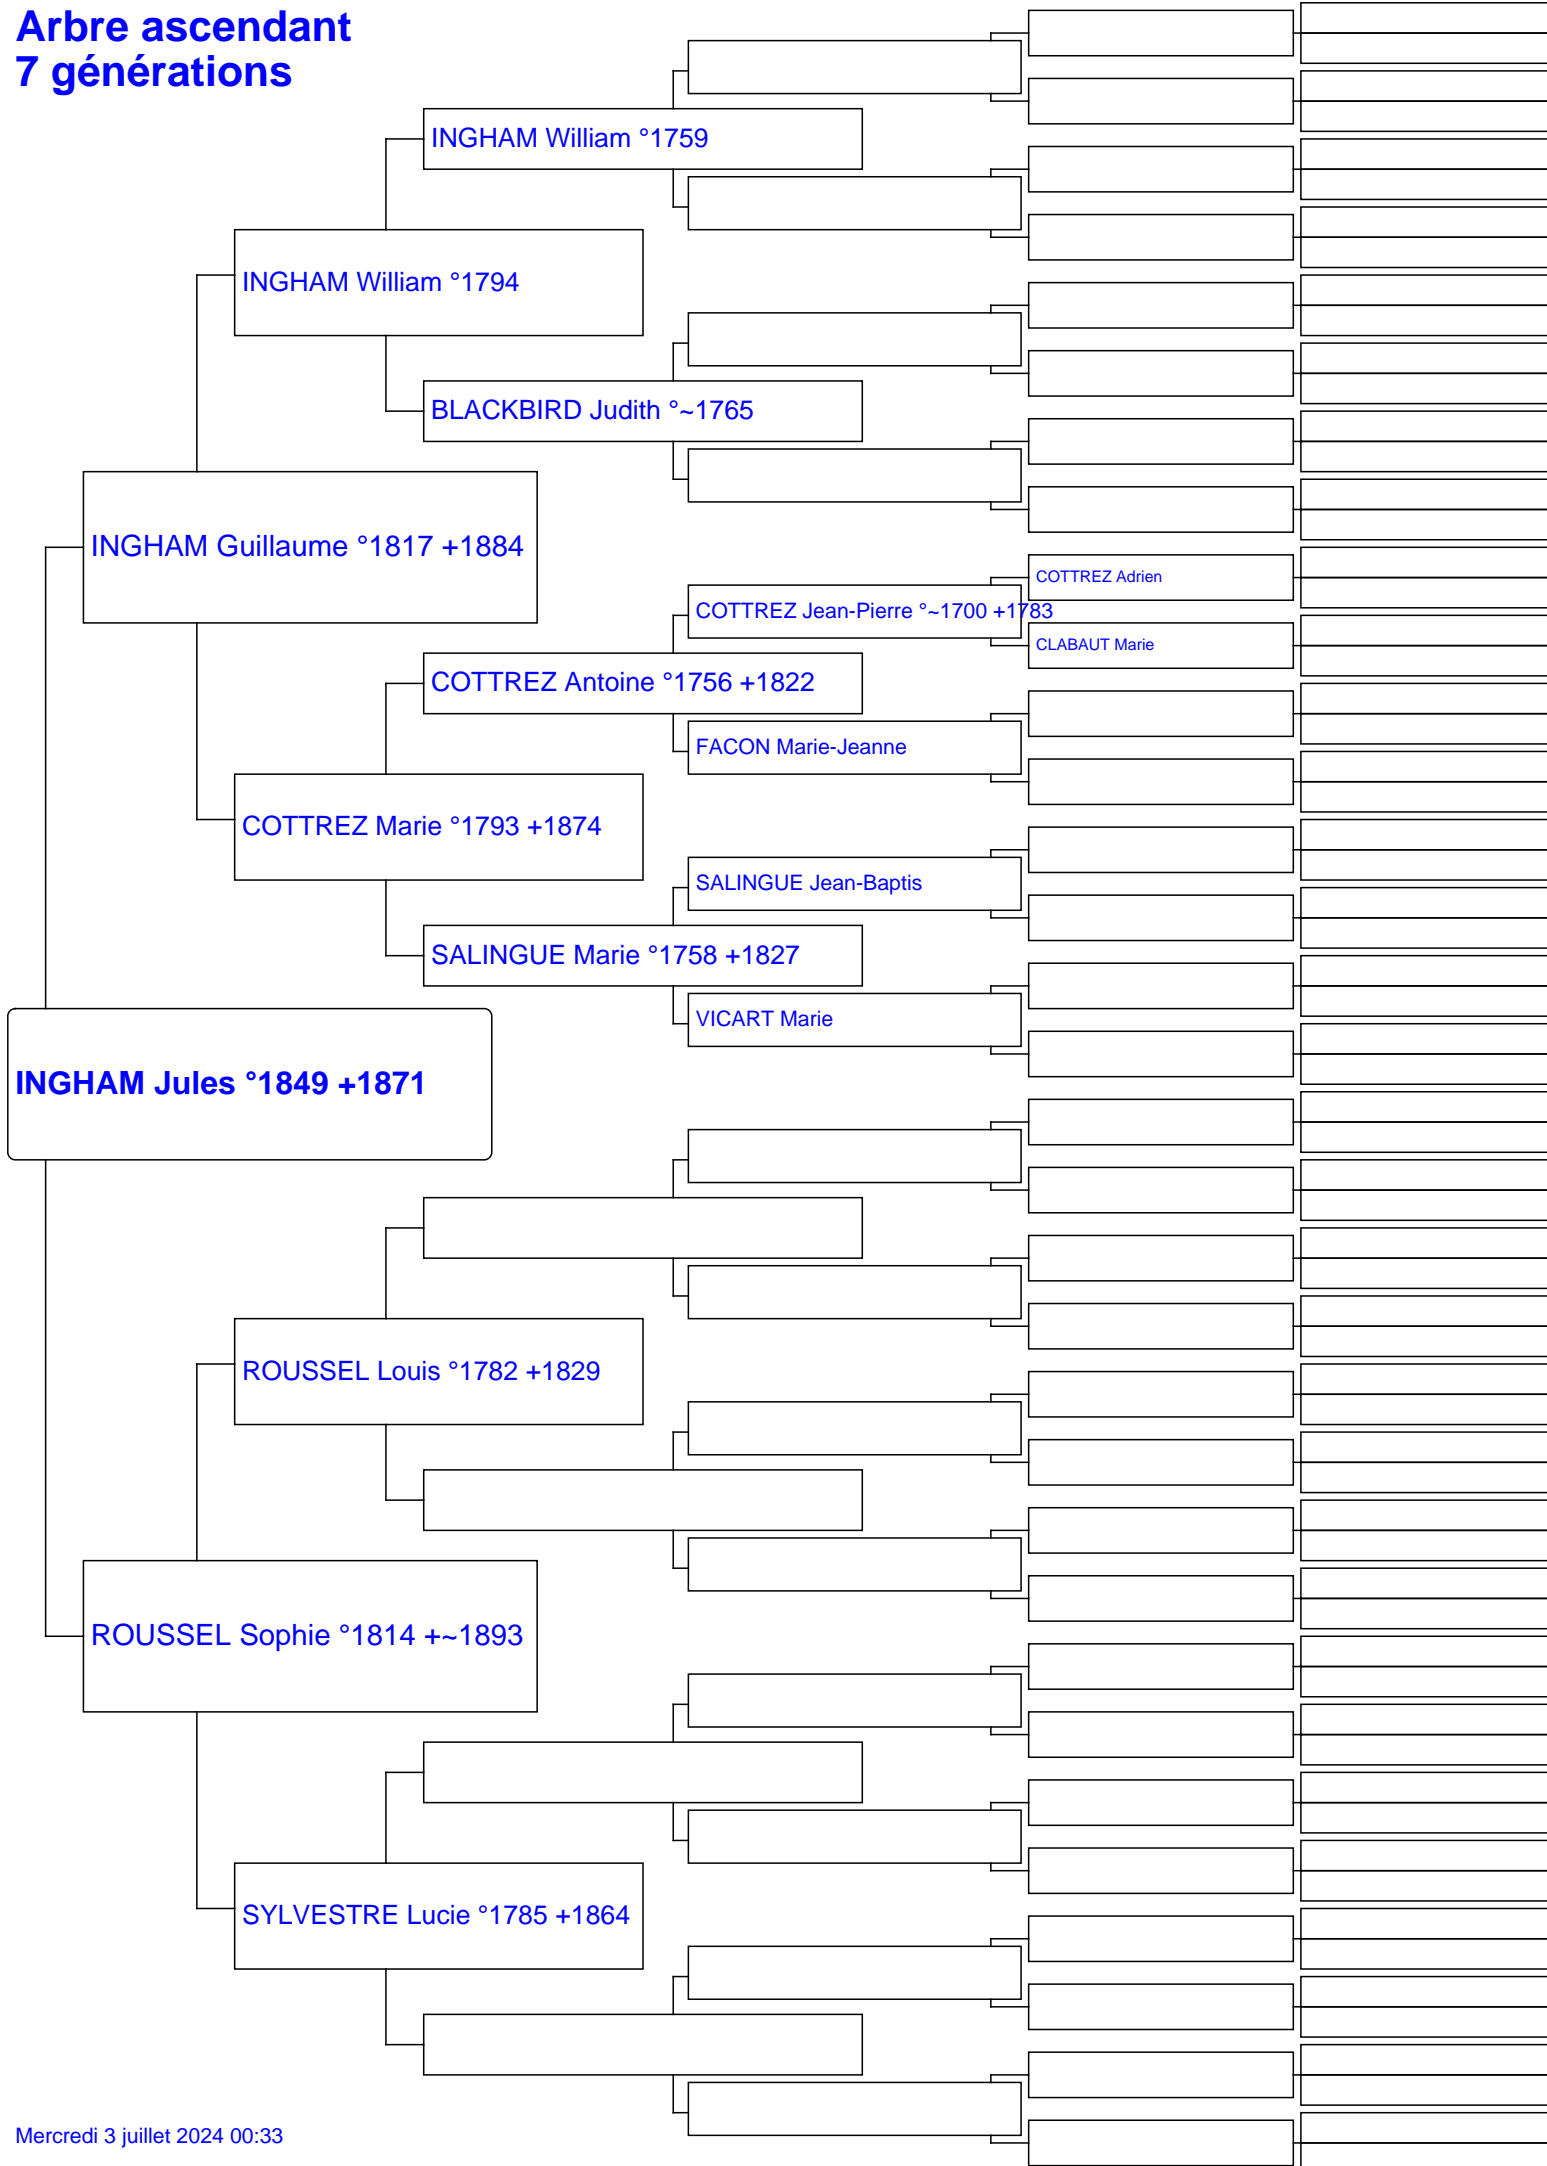 Arbre ascendant
7 générations
INGHAM William °1759
INGHAM William °1794
BLACKBIRD Judith °~1765
INGHAM Guillaume °1817 +1884
COTTREZ Adrien
COTTREZ Jean-Pierre °~1700 +1783
CLABAUT Marie
COTTREZ Antoine °1756 +1822
FACON Marie-Jeanne
COTTREZ Marie °1793 +1874
SALINGUE Jean-Baptis
SALINGUE Marie °1758 +1827
VICART Marie
INGHAM Jules °1849 +1871
ROUSSEL Louis °1782 +1829
ROUSSEL Sophie °1814 +~1893
SYLVESTRE Lucie °1785 +1864
Mercredi 3 juillet 2024 00:33